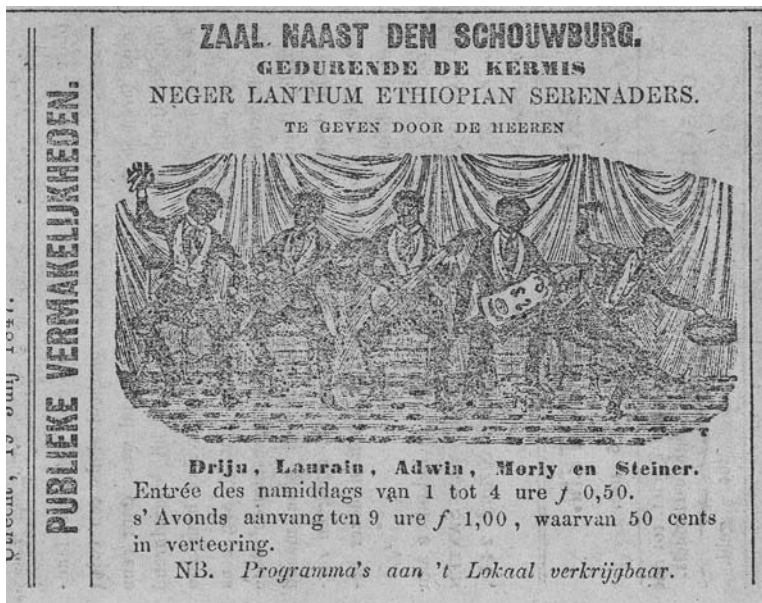 PUBLIEKE VERMAKELIJKHEDEN.
ZAAL NAAST DEN SCHOUWBURG.
GEDURENDE DE KERMIS
NEGER LANTIUM ETHIOPIAN SERENADERS.
TE GEVEN DOOR DE HEEREN
Drijn, Laurain, Adwin, Morly en Steiner.
Entrée des namiddags van 1 tot 4 ure ƒ 0,50.
s' Avonds aanvang ten 9 ure ƒ 1,00, waarvan 50 cents
in verteering.
NB. Programma's aan 't Lokaal verkrijgbaar.